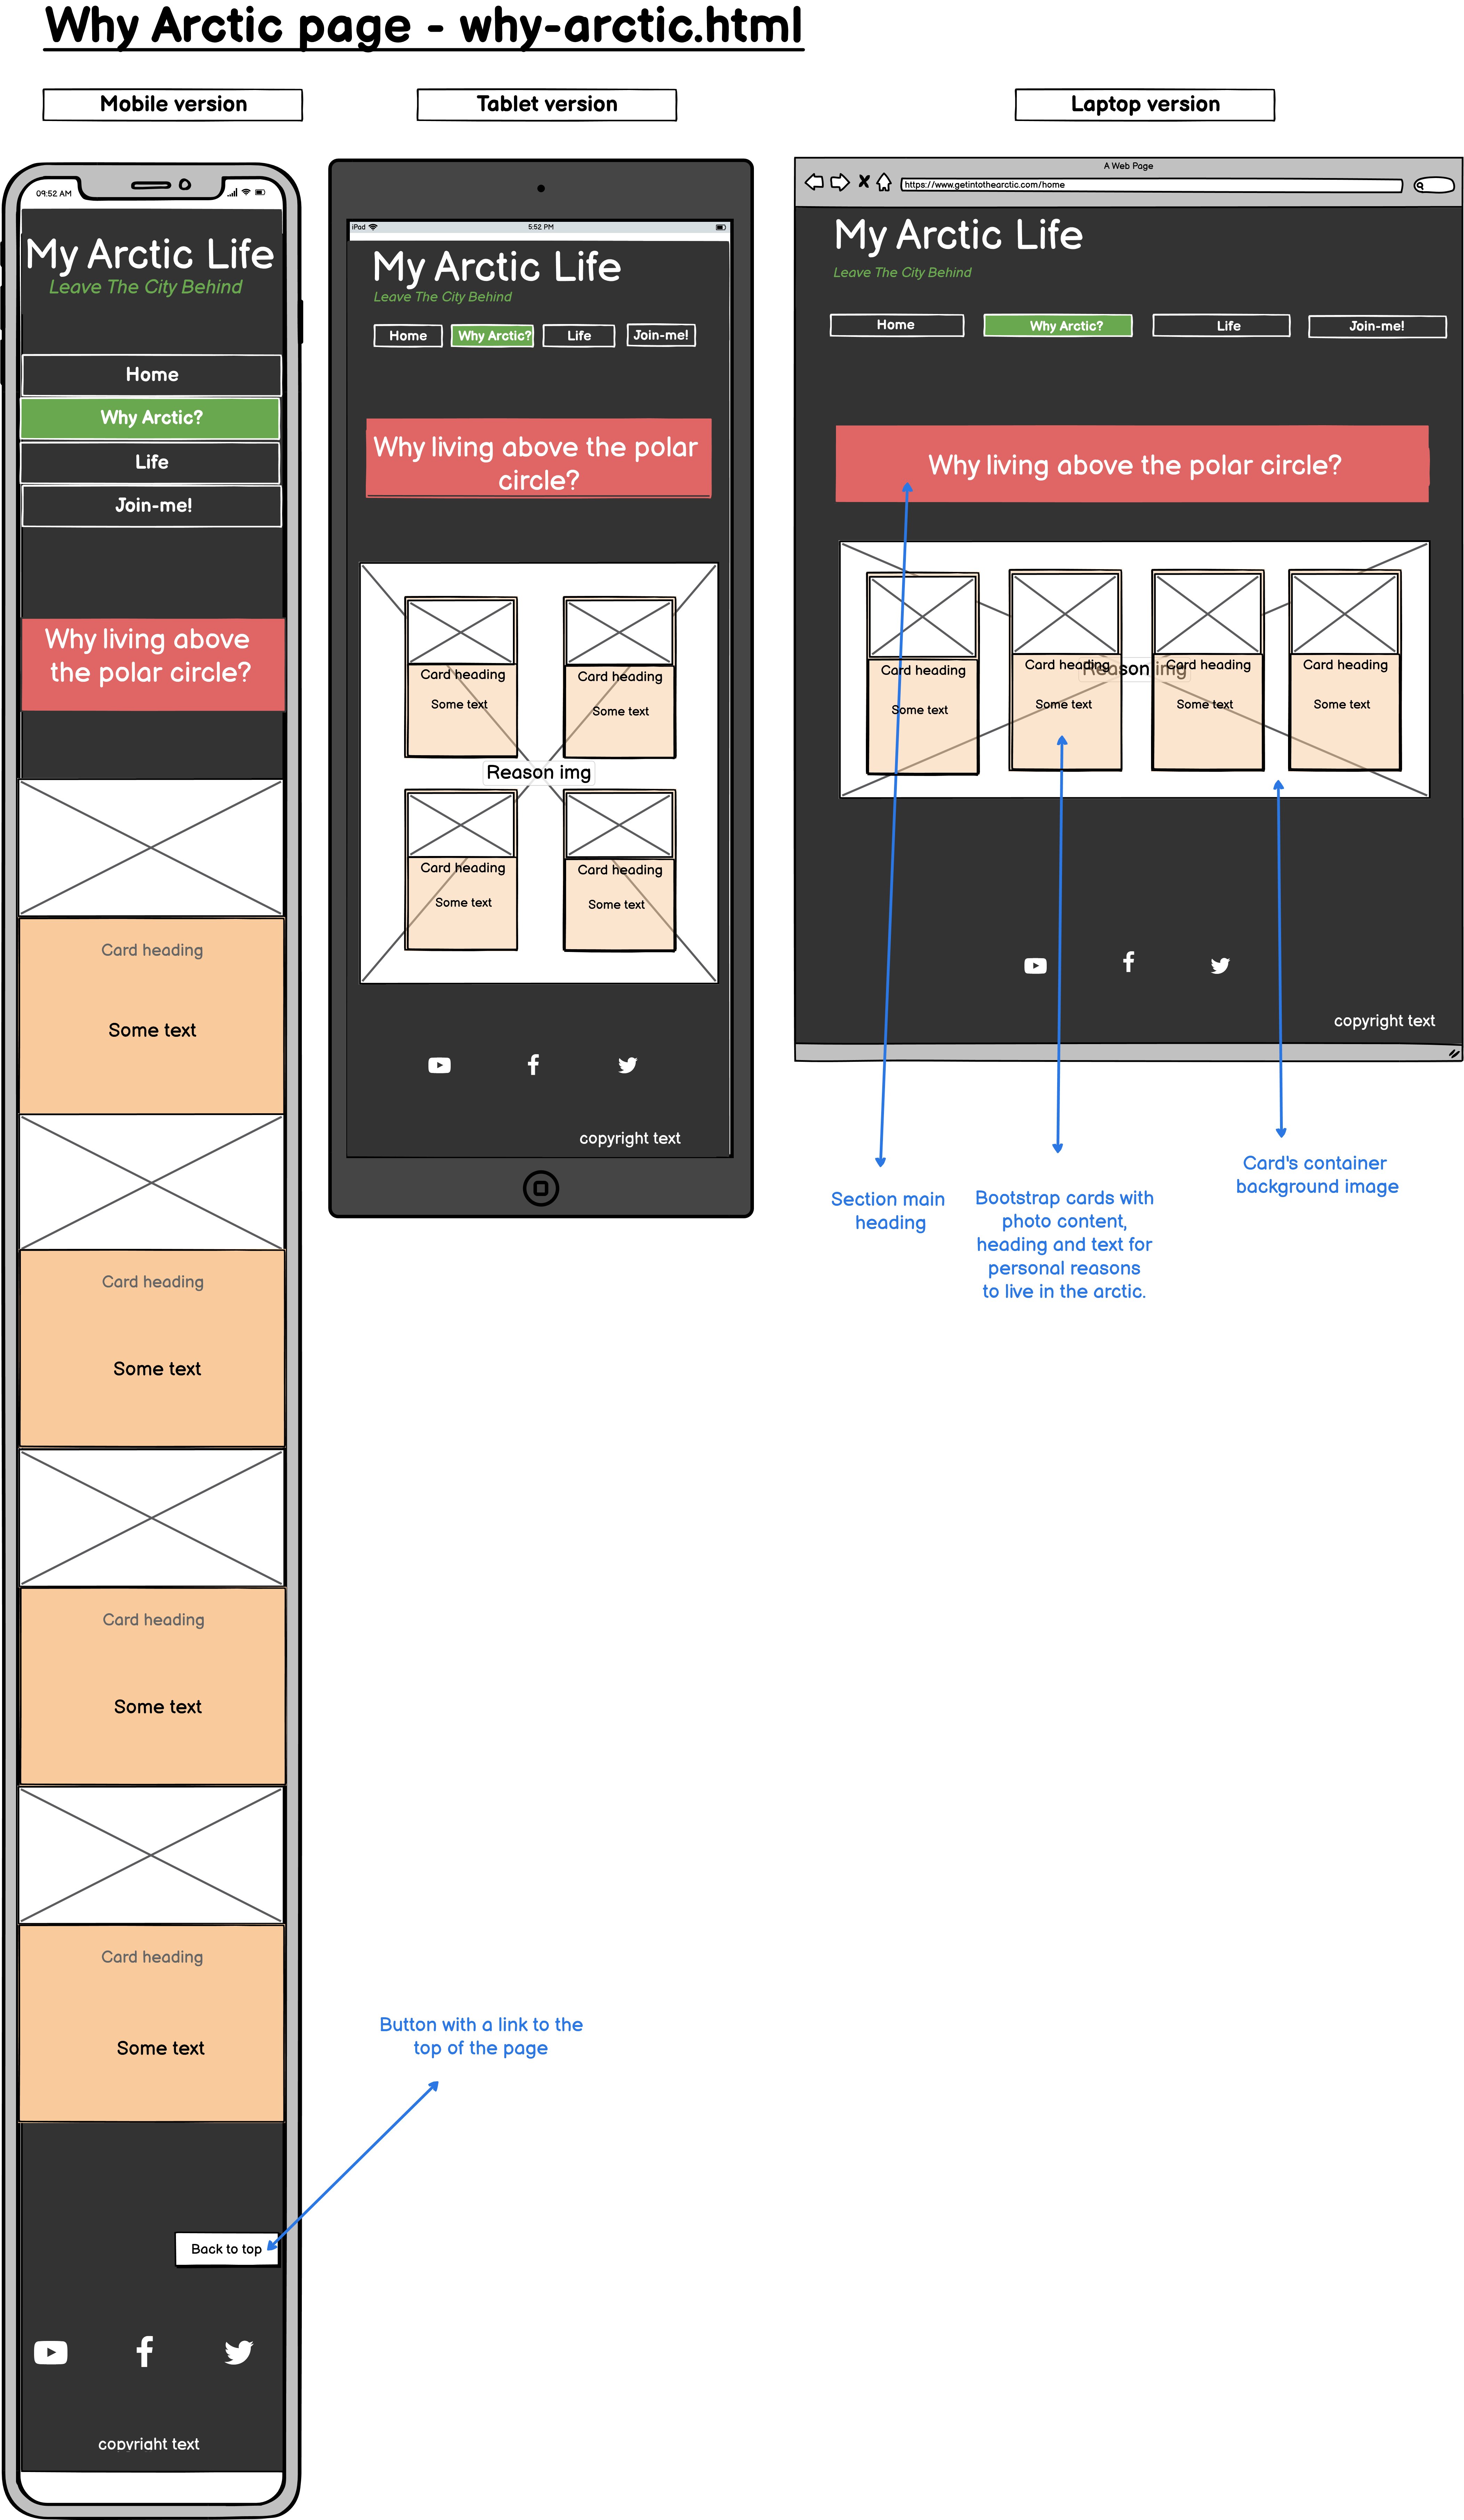 Why Arctic page - why-arctic.html
Mobile version
Tablet version
Laptop version
09:52 AM
My Arctic Life
Leave The City Behind
Home
Why Arctic?
Life
Join-me!
Why living above
the polar circle?
Card heading
Some text
Card heading
Some text
Card heading
Some text
Card heading
Some text
Back to top
copyright text
Button with a link to the
top of the page
iPad
5:52 PM
My Arctic Life
Leave The City Behind
Home
Why Arctic?
Life
Join-me!
Why living above the polar
circle?
Card heading
Card heading
Some text
Some text
Reason img
Card heading
Card heading
Some text
Some text
copyright text
A Web Page
https://www.getintothearctic.com/home
My Arctic Life
Leave The City Behind
Home
Why Arctic?
Life
Join-me!
Why living above the polar circle?
Card heading
Card heading
Reason img
Card heading
Card heading
Some text
Some text
Some text
Some text
copyright text
Section main
heading
Bootstrap cards with
photo content,
heading and text for
personal reasons
to live in the arctic.
Card's container
background image